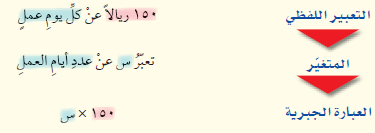 التعبير اللفظي
١٥٠ ريالاً عنْ كلِّ يومِ عملٍ
المتغيّر
تعبّرُ س عن عددِ أيامِ العملِ
العبارة الجبرية
١٥٠ × س